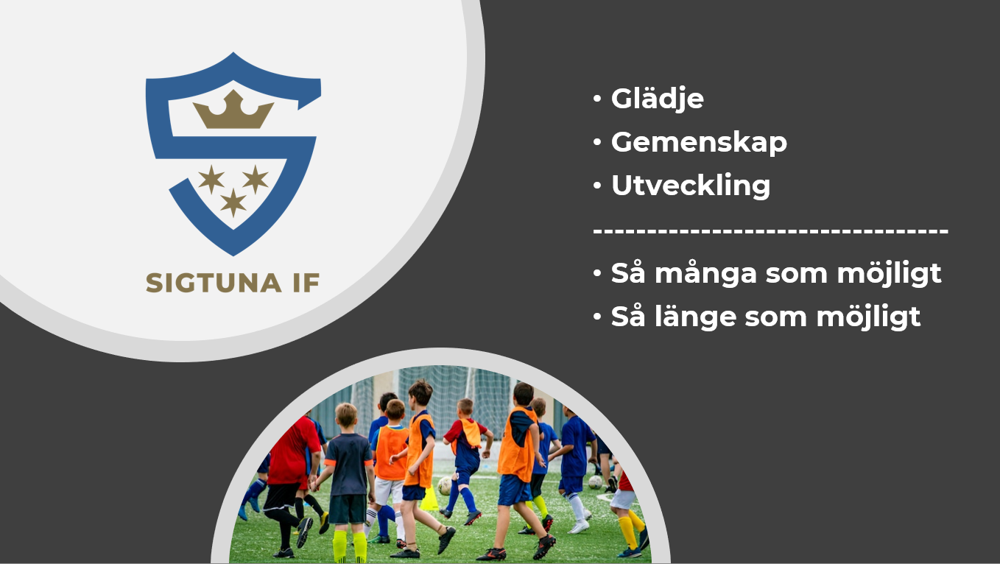 SIGTUNA IF
• Glädje
• Gemenskap
• Utveckling
---------------------------------
• Så många som möjligt
• Så länge som möjligt